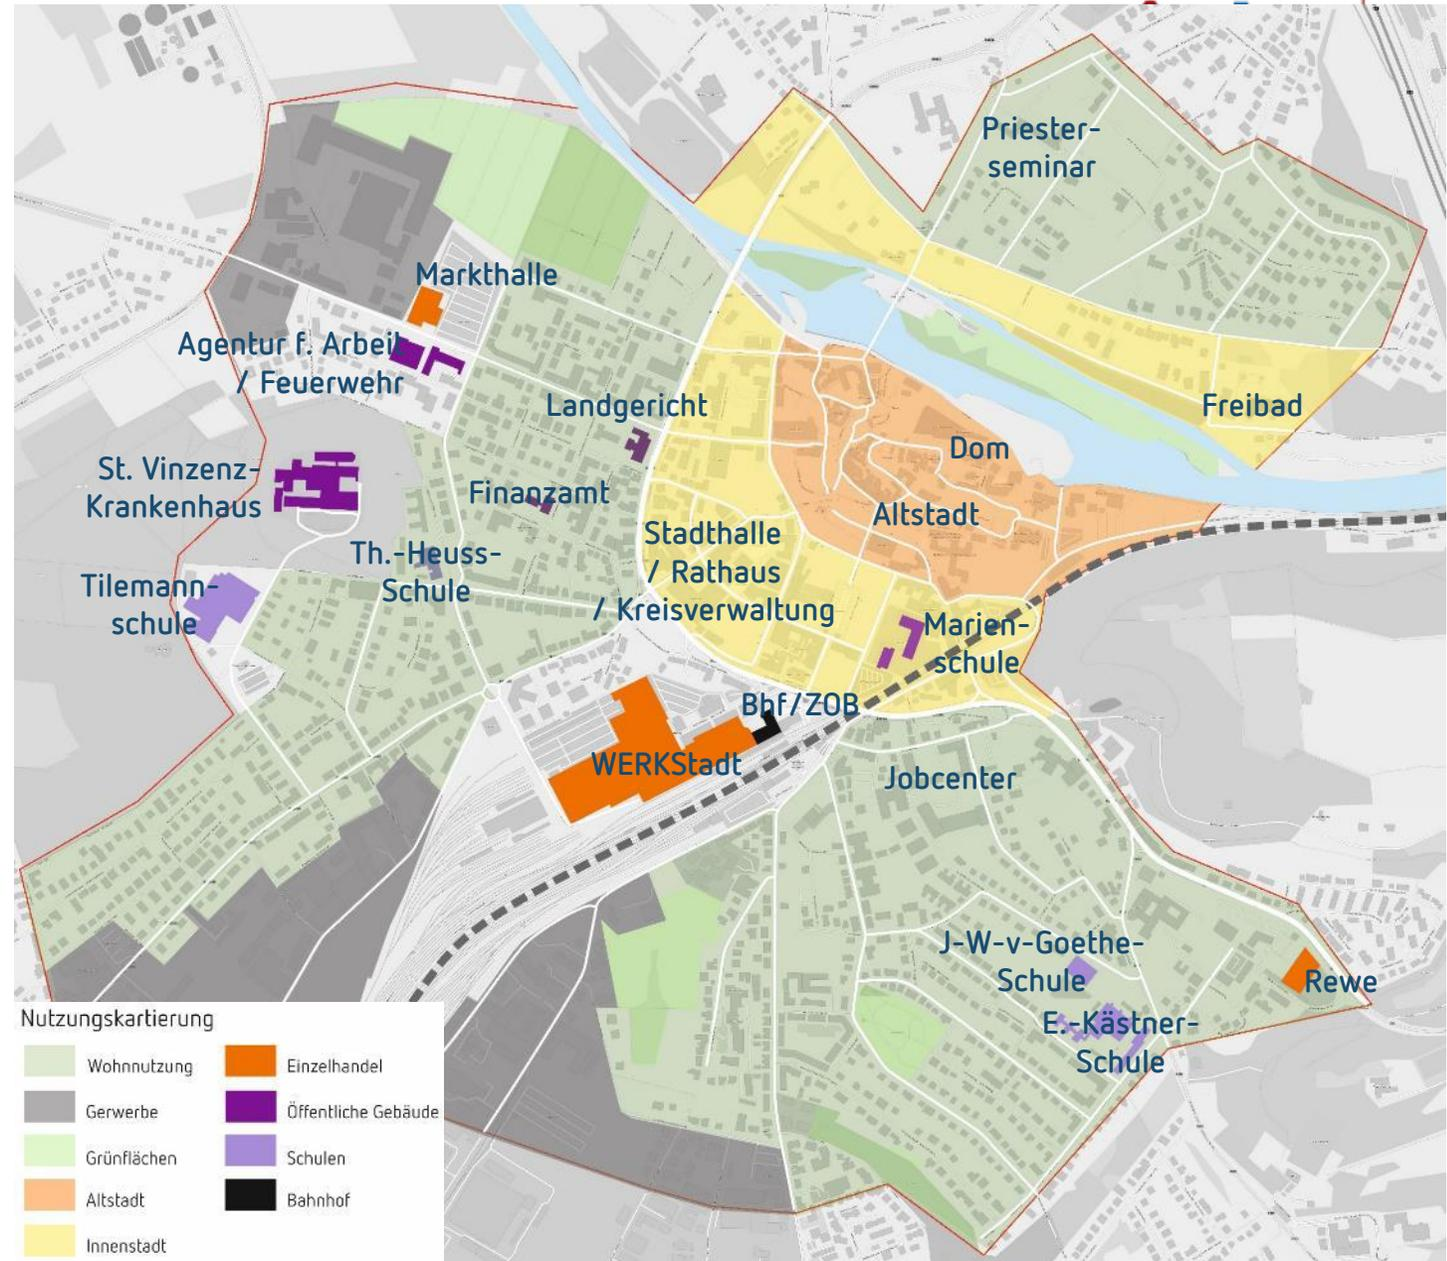 Priester-
seminar
Markthalle
Agentur f. Arbeit
/ Feuerwehr
Landgericht
Freibad
Dom
St. Vinzenz-
Krankenhaus
Finanzamt
Altstadt
Stadthalle
/ Rathaus
/ Kreisverwaltung
Th.-Heuss-
Schule
Tilemann-
schule
Marien-
schule
Bhf/ZOB
WERKStadt
Jobcenter
J-W-v-Goethe-
Schule
Rewe
E.-Kästner-
Schule
Nutzungskartierung
Wohnnutzung
Gerwerbe
Grünflächen
Altstadt
Innenstadt
Einzelhandel
Öffentliche Gebäude
Schulen
Bahnhof